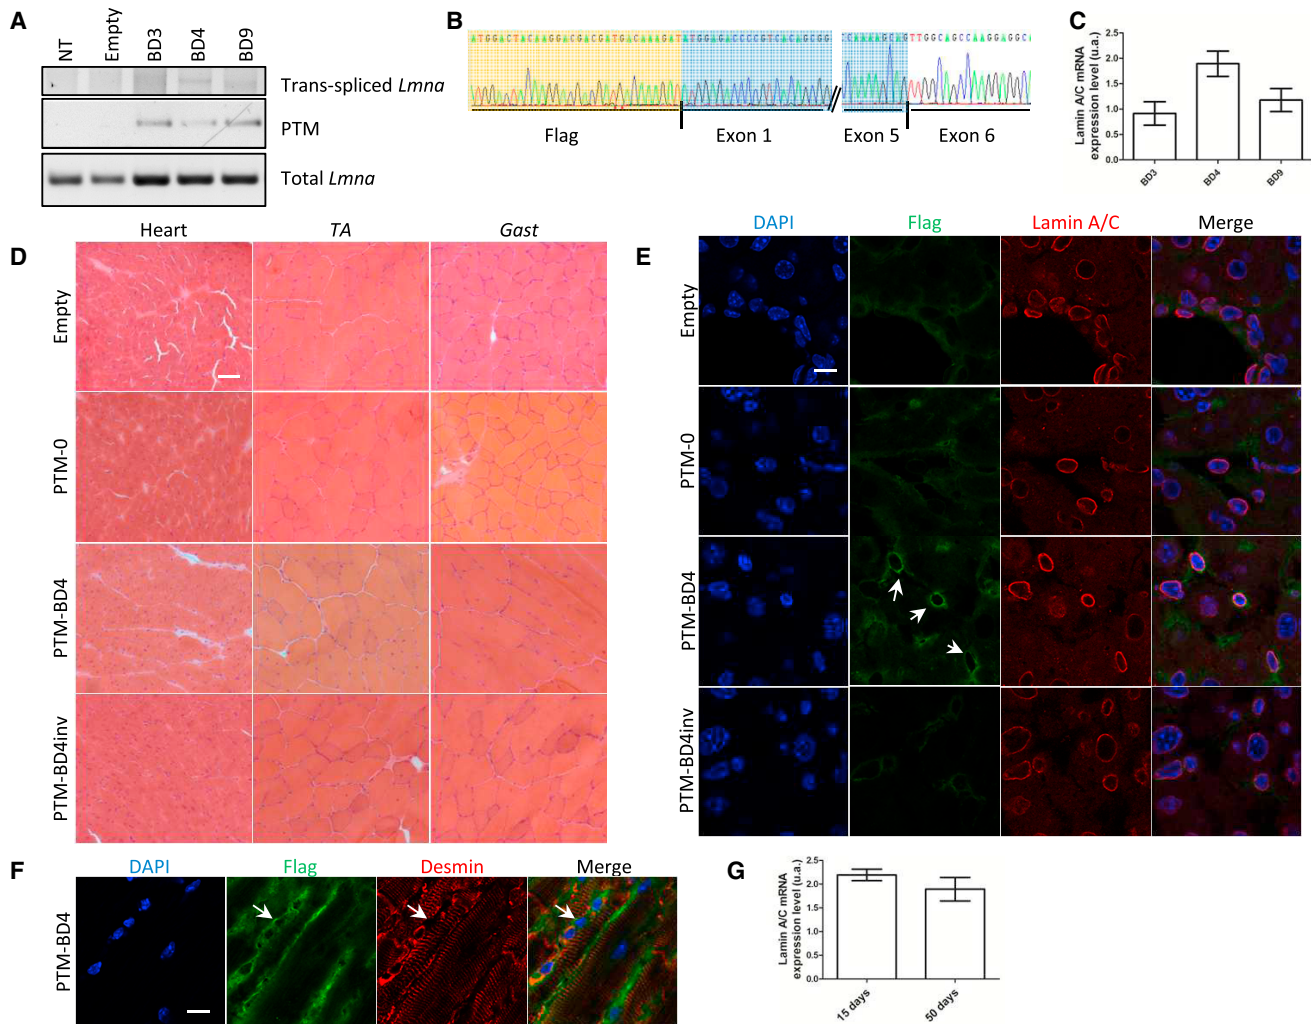 A
NT
Empty
BD3
BD4
BD9
Trans-spliced Lmna
PTM
Total Lmna
B
Flag
Exon 1
Exon 5
Exon 6
C
Lamin A/C mRNA
expression level (u.a.)
2.5
2.0
1.5
1.0
0.5
0.0
BD3
BD4
BD9
D
Heart
TA
Gast
Empty
PTM-0
PTM-BD4
PTM-BD4inv
E
DAPI
Flag
Lamin A/C
Merge
Empty
PTM-0
PTM-BD4
PTM-BD4inv
F
DAPI
Flag
Desmin
Merge
PTM-BD4
G
Lamin A/C mRNA
expression level (u.a.)
2.5
2.0
1.5
1.0
0.5
0.0
15 days
50 days